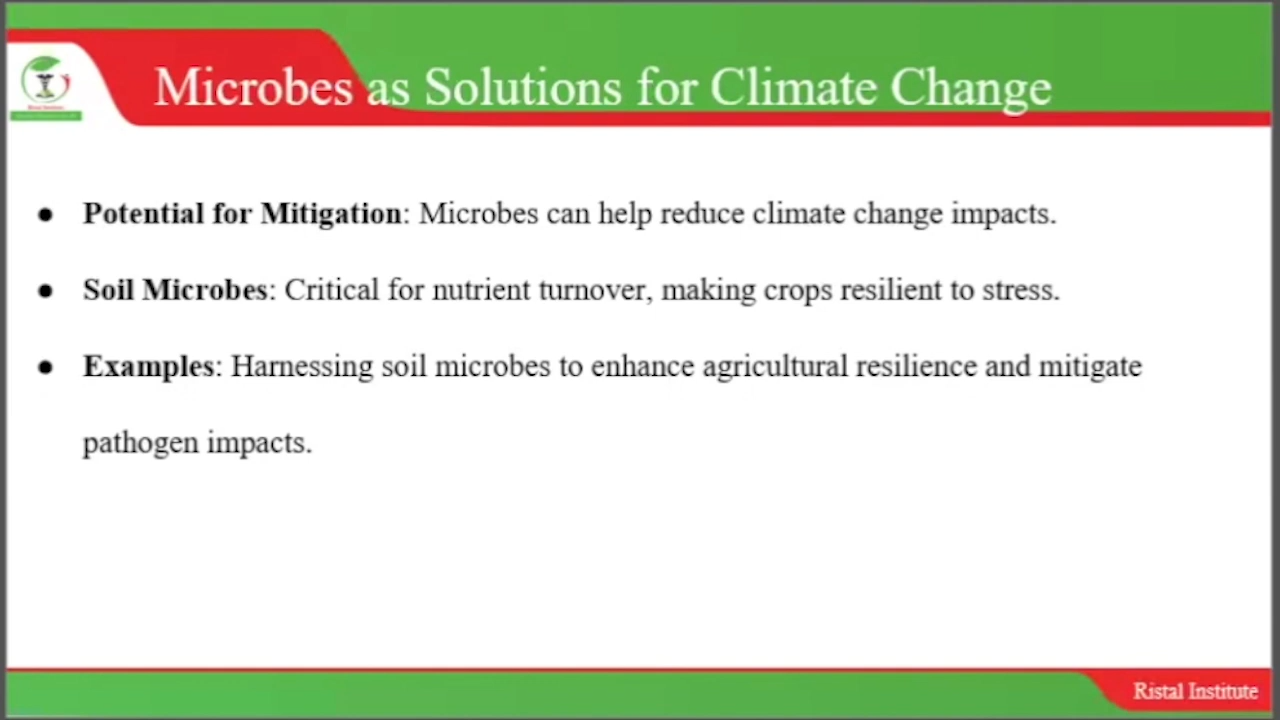 Microbes as Solutions for Climate Change
● Potential for Mitigation: Microbes can help reduce climate change impacts.
● Soil Microbes: Critical for nutrient turnover, making crops resilient to stress.
● Examples: Harnessing soil microbes to enhance agricultural resilience and mitigate
pathogen impacts.
Ristal Institute